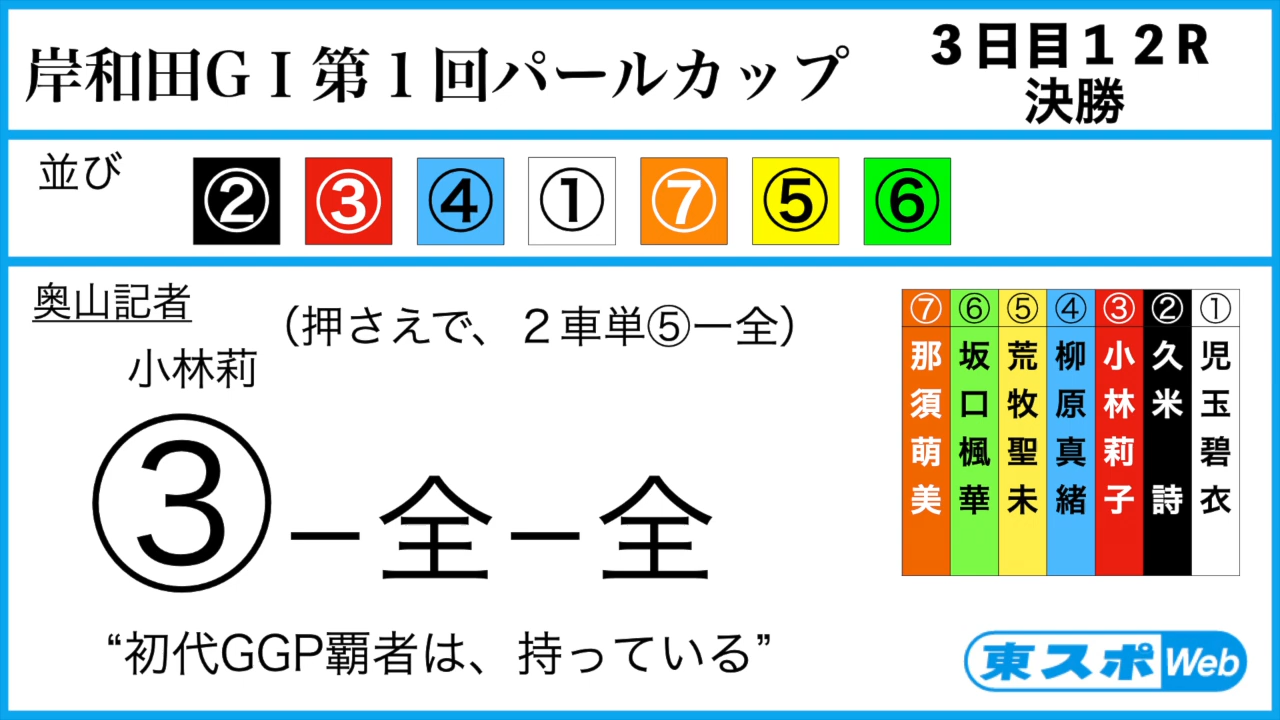 岸和田GⅠ第１回パールカップ
３日目１２R
決勝
並び
② ③ ④ ① ⑦ ⑤ ⑥
奥山記者
（押さえで、２車単⑤ー全）
小林莉
③－全－全
“初代GGP覇者は、持っている”
①児玉碧衣
②久米 詩
③小林莉子
④柳原真緒
⑤荒牧聖未
⑥坂口楓華
⑦那須萌美
東スポWeb